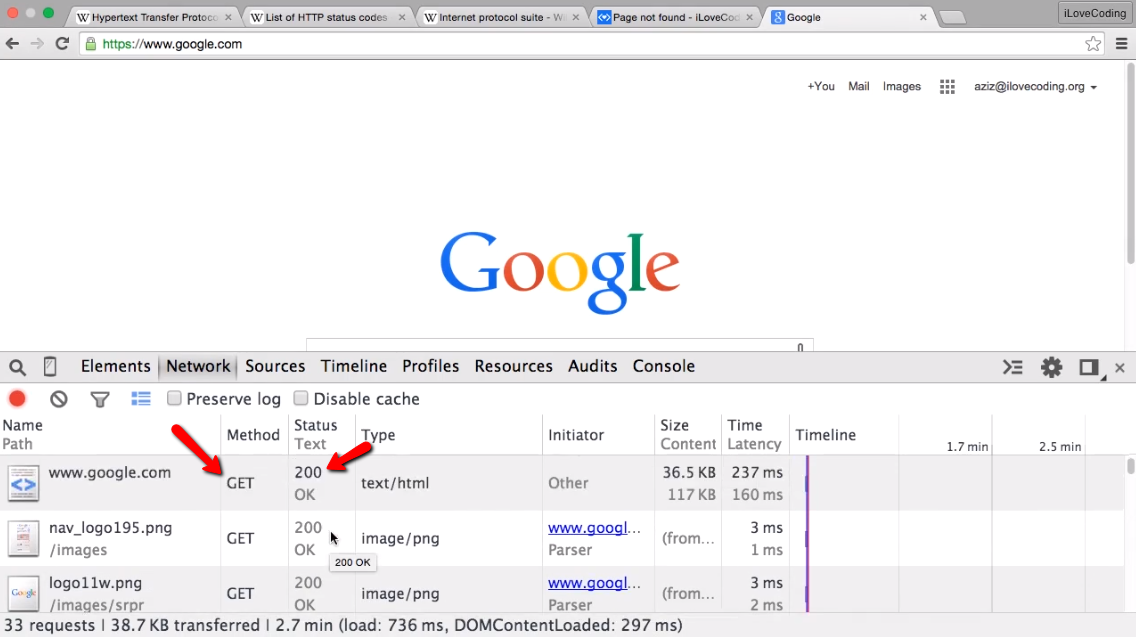 Hypertext Transfer Protoco
List of HTTP status codes
Internet protocol suite - Wi
Page not found - iLoveCo
Google
iLoveCoding
https://www.google.com
+You Mail Images aziz@ilovecoding.org
Google
Elements Network Sources Timeline Profiles Resources Audits Console
Preserve log Disable cache
Name Path Method Status Text Type Initiator Size Content Time Latency Timeline 1.7 min 2.5 min
www.google.com GET 200 OK text/html Other 36.5 KB 117 KB 237 ms 160 ms
nav_logo195.png /images GET 200 OK image/png www.googl... Parser (from... 3 ms 1 ms
200 OK
logo11w.png /images/srpr GET 200 OK image/png www.googl... Parser (from... 3 ms 2 ms
33 requests | 38.7 KB transferred | 2.7 min (load: 736 ms, DOMContentLoaded: 297 ms)